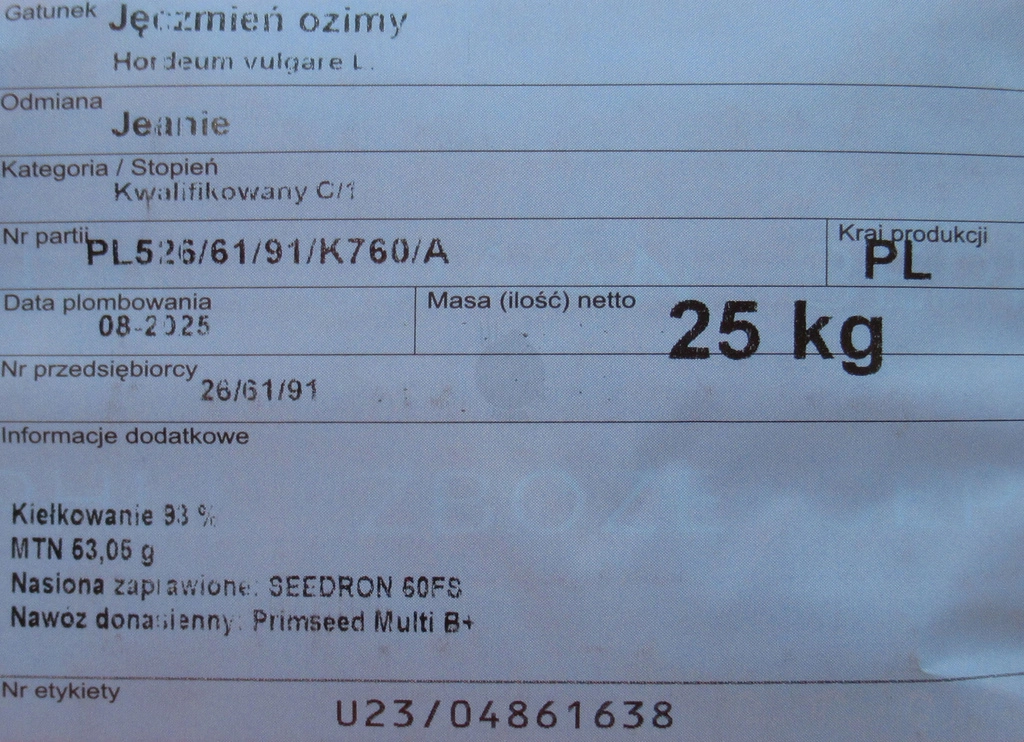 Gatunek Jęczmień ozimy
Hordeum vulgare L.
Odmiana
Jeanie
Kategoria / Stopień
Kwalifikowany C/1
Nr partii PL526/61/91/K760/A
Kraj produkcji
PL
Data plombowania
08-2025
Masa (ilość) netto
25 kg
Nr przedsiębiorcy
26/61/91
Informacje dodatkowe
Kiełkowanie 93 %
MTN 53,05 g
Nasiona zaprawione: SEEDRON 60FS
Nawóz donasienny: Primseed Multi B+
Nr etykiety
U23/04861638